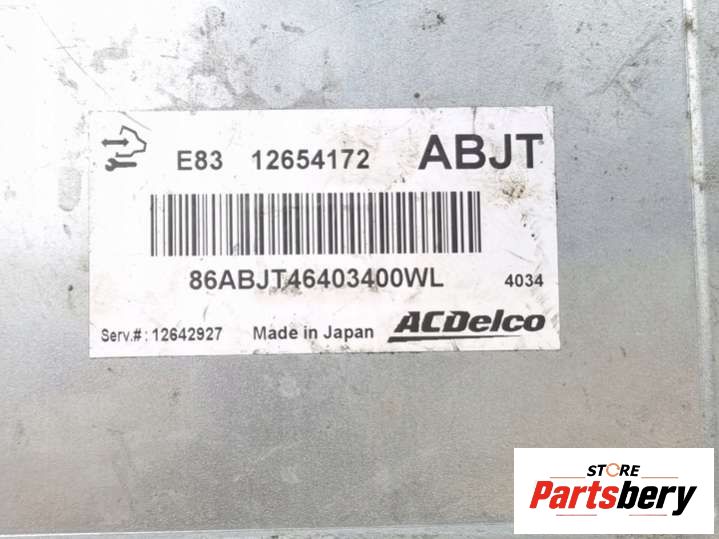 E83 12654172 ABJT
86ABJT46403400WL 4034
Serv.#: 12642927 Made in Japan ACDelco
STORE
Partsbery